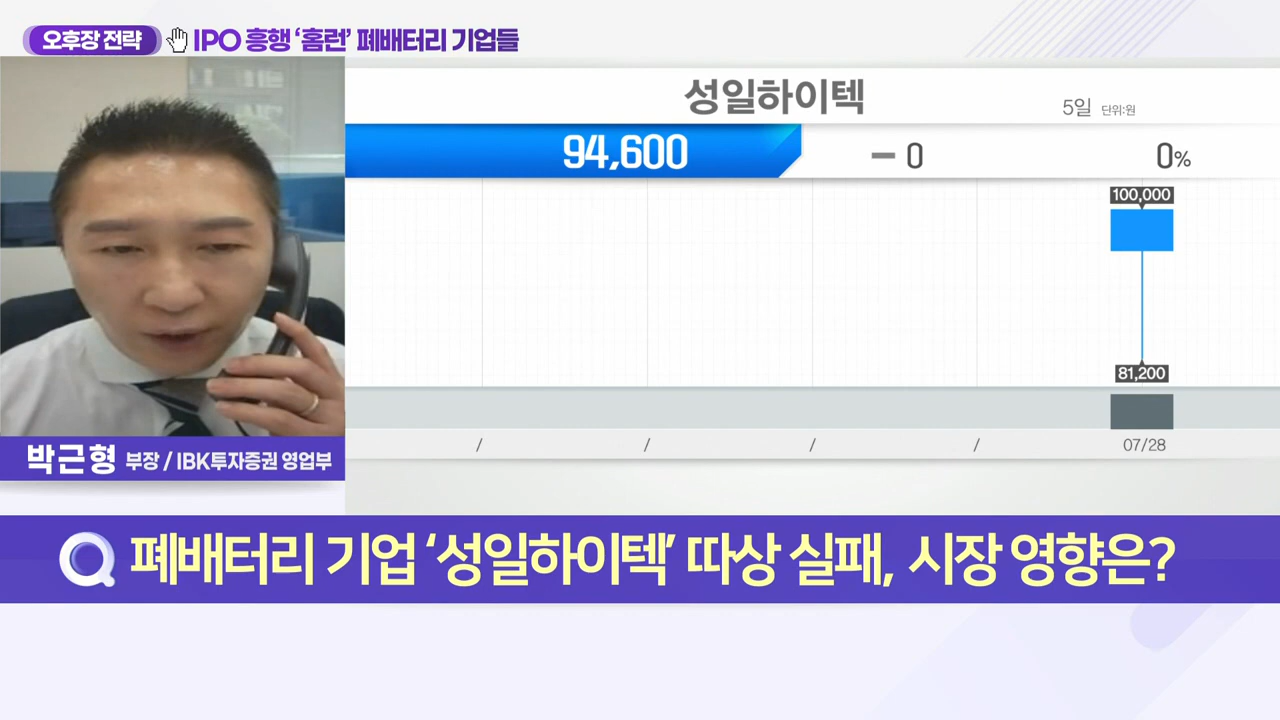 오후장 전략 IPO 흥행 ‘홈런’ 폐배터리 기업들
성일하이텍
5일 단위:원
94,600 0 0%
100,000
81,200
/ / / / 07/28
박근형 부장 / IBK투자증권 영업부
Q 폐배터리 기업 ‘성일하이텍’ 따상 실패, 시장 영향은?